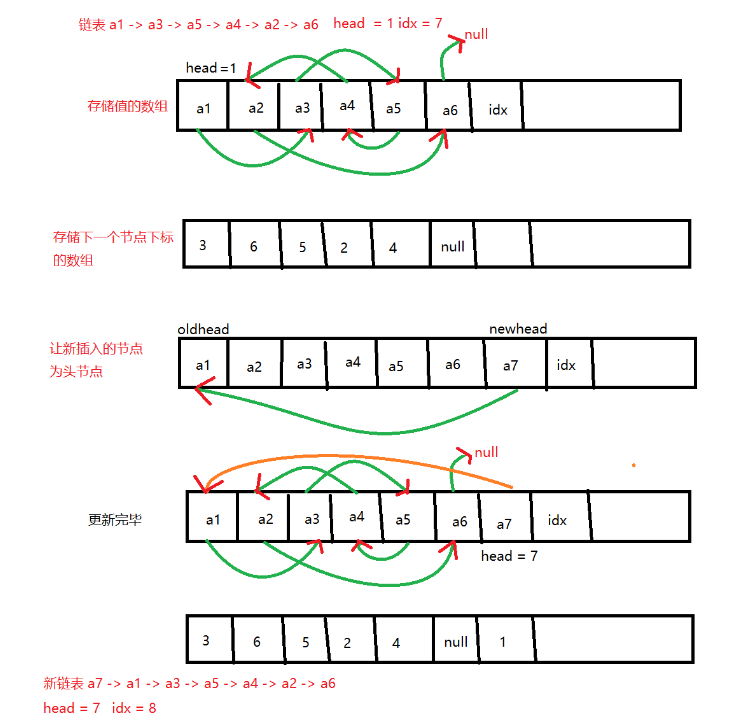 链表 a1 -> a3 -> a5 -> a4 -> a2 -> a6 head = 1 idx = 7
null
head =1
存储值的数组 a1 a2 a3 a4 a5 a6 idx
存储下一个节点下标
的数组
3 6 5 2 4 null
oldhead newhead
让新插入的节点
为头节点
a1 a2 a3 a4 a5 a6 a7 idx
null
更新完毕 a1 a2 a3 a4 a5 a6 a7 idx
head = 7
3 6 5 2 4 null 1
新链表 a7 -> a1 -> a3 -> a5 -> a4 -> a2 -> a6
head = 7 idx = 8